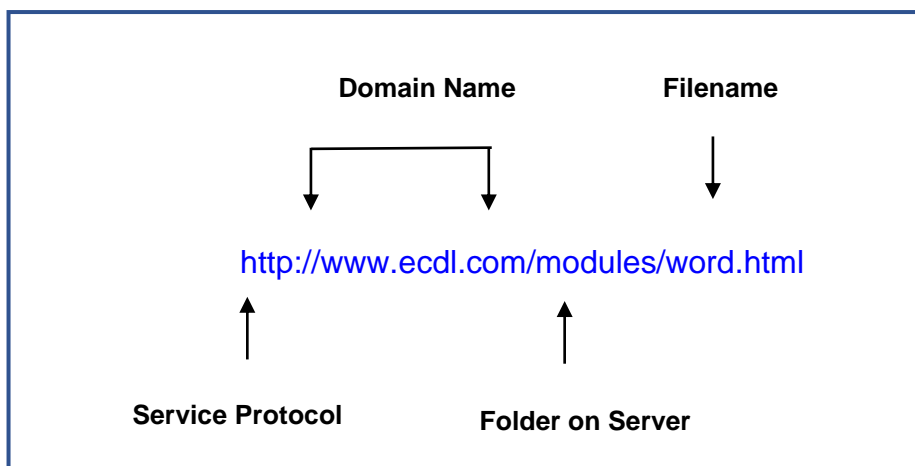 Domain Name Filename
http://www.ecdl.com/modules/word.html
Service Protocol Folder on Server